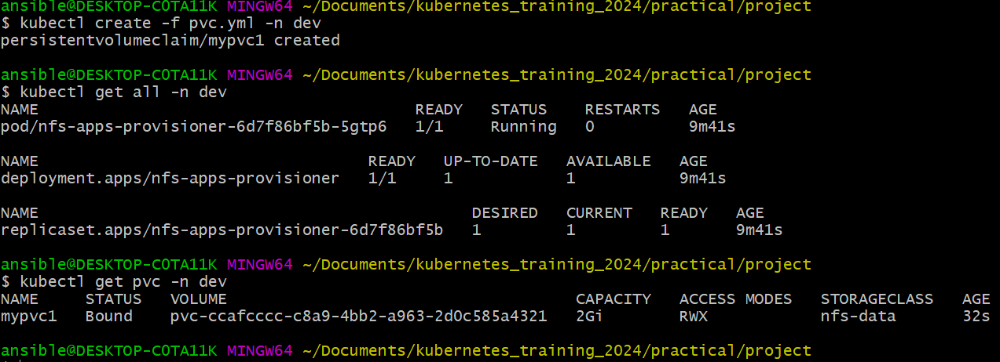 ansible@DESKTOP-C0TA11K MINGW64 ~/Documents/kubernetes_training_2024/practical/project
$ kubectl create -f pvc.yml -n dev
persistentvolumeclaim/mypvc1 created
ansible@DESKTOP-C0TA11K MINGW64 ~/Documents/kubernetes_training_2024/practical/project
$ kubectl get all -n dev
NAME READY STATUS RESTARTS AGE
pod/nfs-apps-provisioner-6d7f86bf5b-5gtp6 1/1 Running 0 9m41s
NAME READY UP-TO-DATE AVAILABLE AGE
deployment.apps/nfs-apps-provisioner 1/1 1 1 9m41s
NAME DESIRED CURRENT READY AGE
replicaset.apps/nfs-apps-provisioner-6d7f86bf5b 1 1 1 9m41s
ansible@DESKTOP-C0TA11K MINGW64 ~/Documents/kubernetes_training_2024/practical/project
$ kubectl get pvc -n dev
NAME STATUS VOLUME CAPACITY ACCESS MODES STORAGECLASS AGE
mypvc1 Bound pvc-ccafcccc-c8a9-4bb2-a963-2d0c585a4321 2Gi RWX nfs-data 32s
ansible@DESKTOP-C0TA11K MINGW64 ~/Documents/kubernetes_training_2024/practical/project